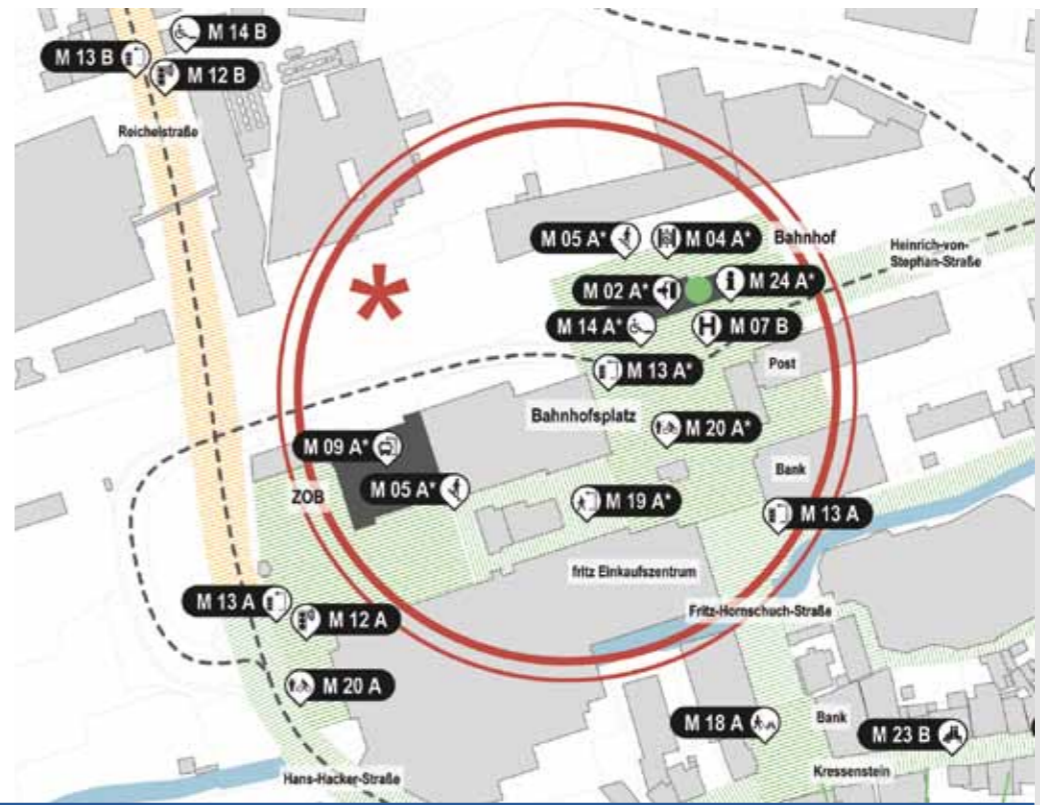 M 14 B
M 13 B
M 12 B
Reichelstraße
M 05 A*
M 04 A*
Bahnhof
Heinrich-von-
Stephan-Straße
M 02 A*
M 24 A*
M 14 A*
H M 07 B
Post
M 13 A*
Bahnhofsplatz
M 20 A*
M 09 A*
Bank
M 05 A*
ZOB
M 19 A*
M 13 A
fritz Einkaufszentrum
M 13 A
Fritz-Hornschuch-Straße
M 12 A
M 20 A
M 18 A
Bank
M 23 B
Hans-Hacker-Straße
Kressenstein